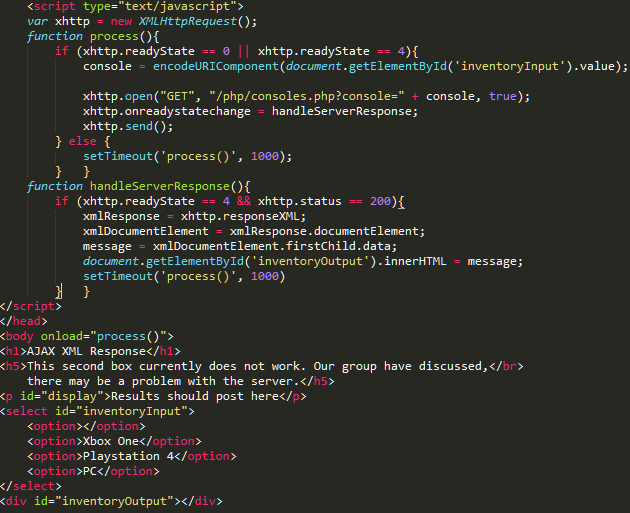 <script type="text/javascript">
var xhttp = new XMLHttpRequest();
function process(){
if (xhttp.readyState == 0 || xhttp.readyState == 4){
console = encodeURIComponent(document.getElementById('inventoryInput').value);
xhttp.open("GET", "/php/consoles.php?console=" + console, true);
xhttp.onreadystatechange = handleServerResponse;
xhttp.send();
} else {
setTimeout('process()', 1000);
} }
function handleServerResponse(){
if (xhttp.readyState == 4 && xhttp.status == 200){
xmlResponse = xhttp.responseXML;
xmlDocumentElement = xmlResponse.documentElement;
message = xmlDocumentElement.firstChild.data;
document.getElementById('inventoryOutput').innerHTML = message;
setTimeout('process()', 1000)
} }
</script>
</head>
<body onload="process()">
<h1>AJAX XML Response</h1>
<h5>This second box currently does not work. Our group have discussed,</br>
there may be a problem with the server.</h5>
<p id="display">Results should post here</p>
<select id="inventoryInput">
<option></option>
<option>Xbox One</option>
<option>Playstation 4</option>
<option>PC</option>
</select>
<div id="inventoryOutput"></div>